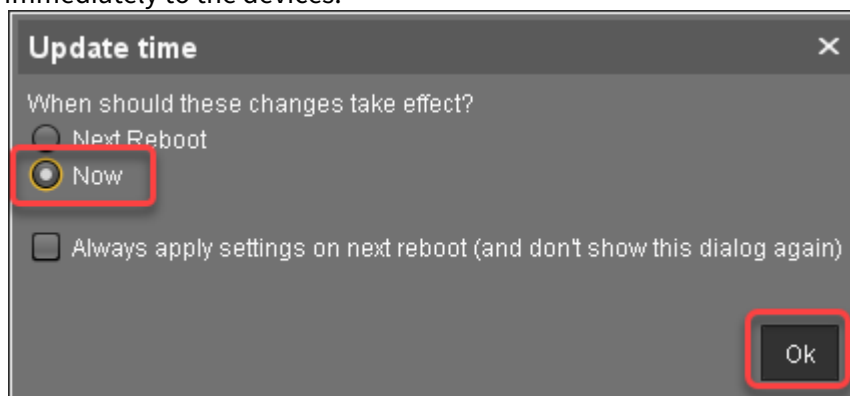 immediately to the devices.
Update time
When should these changes take effect?
Next Reboot
Now
Always apply settings on next reboot (and don't show this dialog again)
Ok